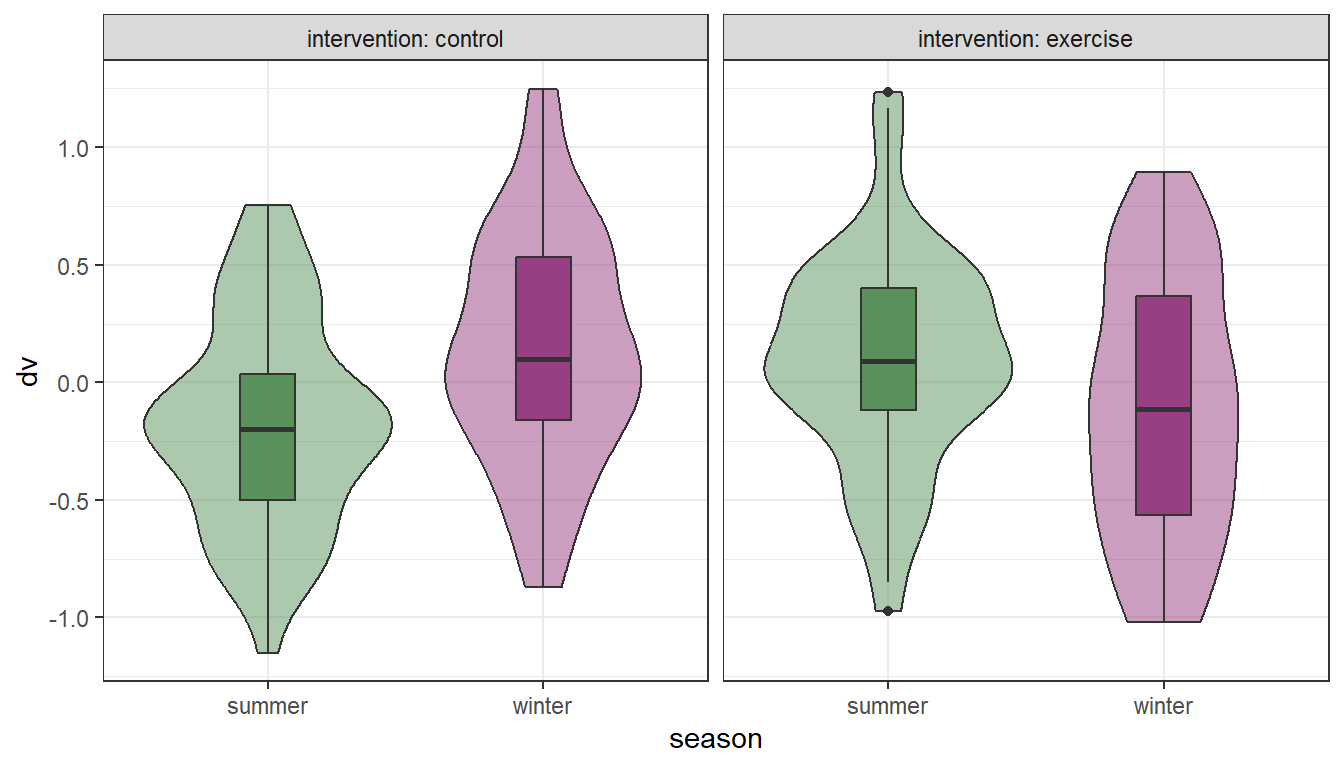 intervention: control
intervention: exercise
dv
1.0
0.5
0.0
-0.5
-1.0
summer
winter
summer
winter
season